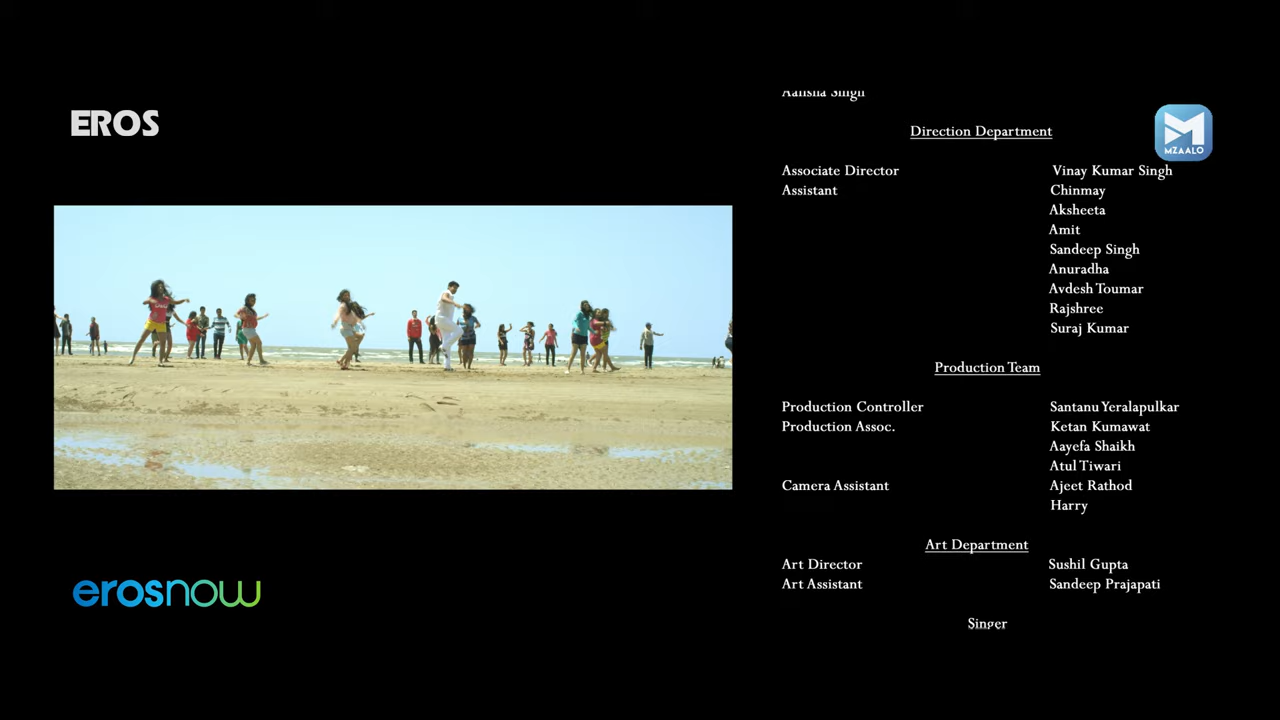 EROS
erosnow
Aansha Singh
Direction Department
MZAALO
Associate Director Vinay Kumar Singh
Assistant Chinmay
Aksheeta
Amit
Sandeep Singh
Anuradha
Avdesh Toumar
Rajshree
Suraj Kumar
Production Team
Production Controller Santanu Yeralapulkar
Production Assoc. Ketan Kumawat
Aayefa Shaikh
Atul Tiwari
Camera Assistant Ajeet Rathod
Harry
Art Department
Art Director Sushil Gupta
Art Assistant Sandeep Prajapati
Singer